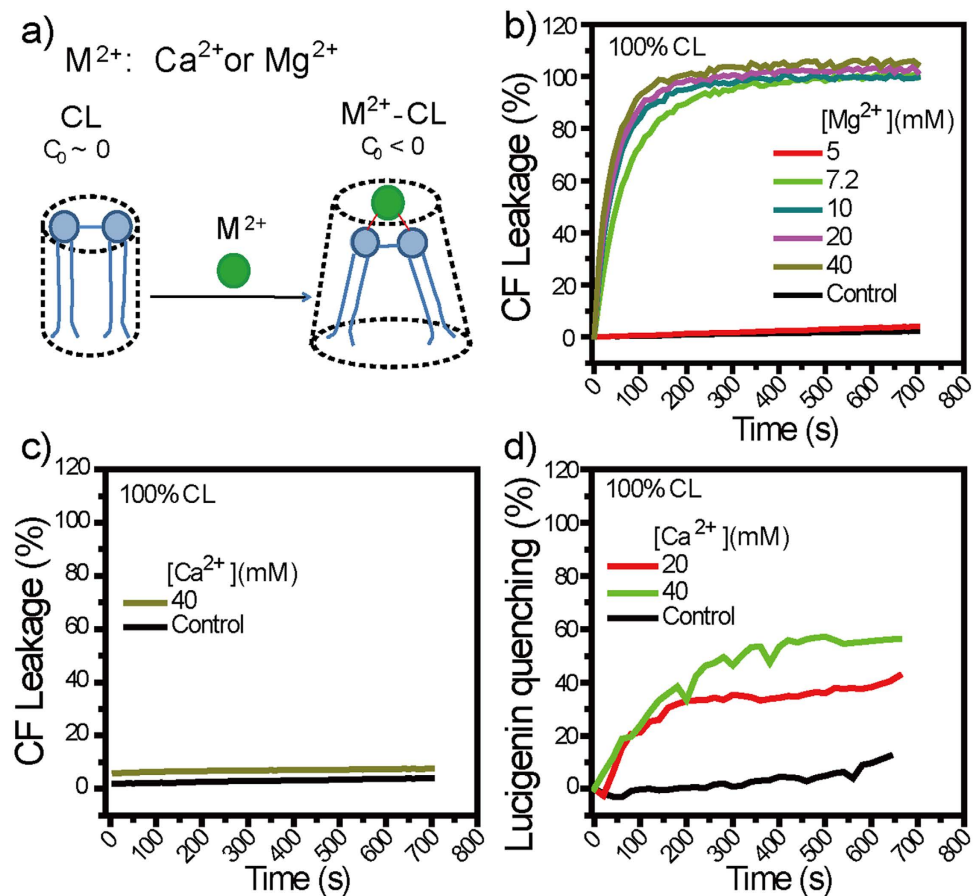 a)
M²⁺: Ca²⁺ or Mg²⁺
CL
C₀ ~ 0
M²⁺
M²⁺-CL
C₀ < 0
b)
100% CL
CF Leakage (%)
120
100
80
60
40
20
0
[Mg²⁺](mM)
5
7.2
10
20
40
Control
0 100 200 300 400 500 600 700 800
Time (s)
c)
100% CL
CF Leakage (%)
120
100
80
60
40
20
0
[Ca²⁺](mM)
40
Control
0 100 200 300 400 500 600 700 800
Time (s)
d)
100% CL
Lucigenin quenching (%)
120
100
80
60
40
20
0
[Ca²⁺](mM)
20
40
Control
0 100 200 300 400 500 600 700 800
Time (s)